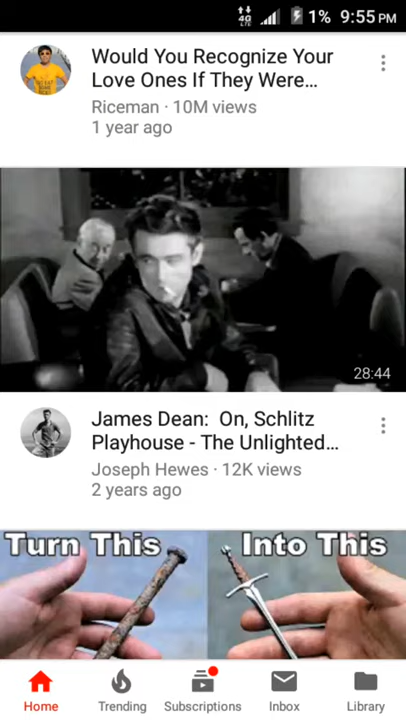 4G LTE 1% 9:55 PM
Would You Recognize Your
Love Ones If They Were...
Riceman · 10M views
1 year ago
28:44
James Dean:  On, Schlitz
Playhouse - The Unlighted...
Joseph Hewes · 12K views
2 years ago
Turn This Into This
Home Trending Subscriptions Inbox Library